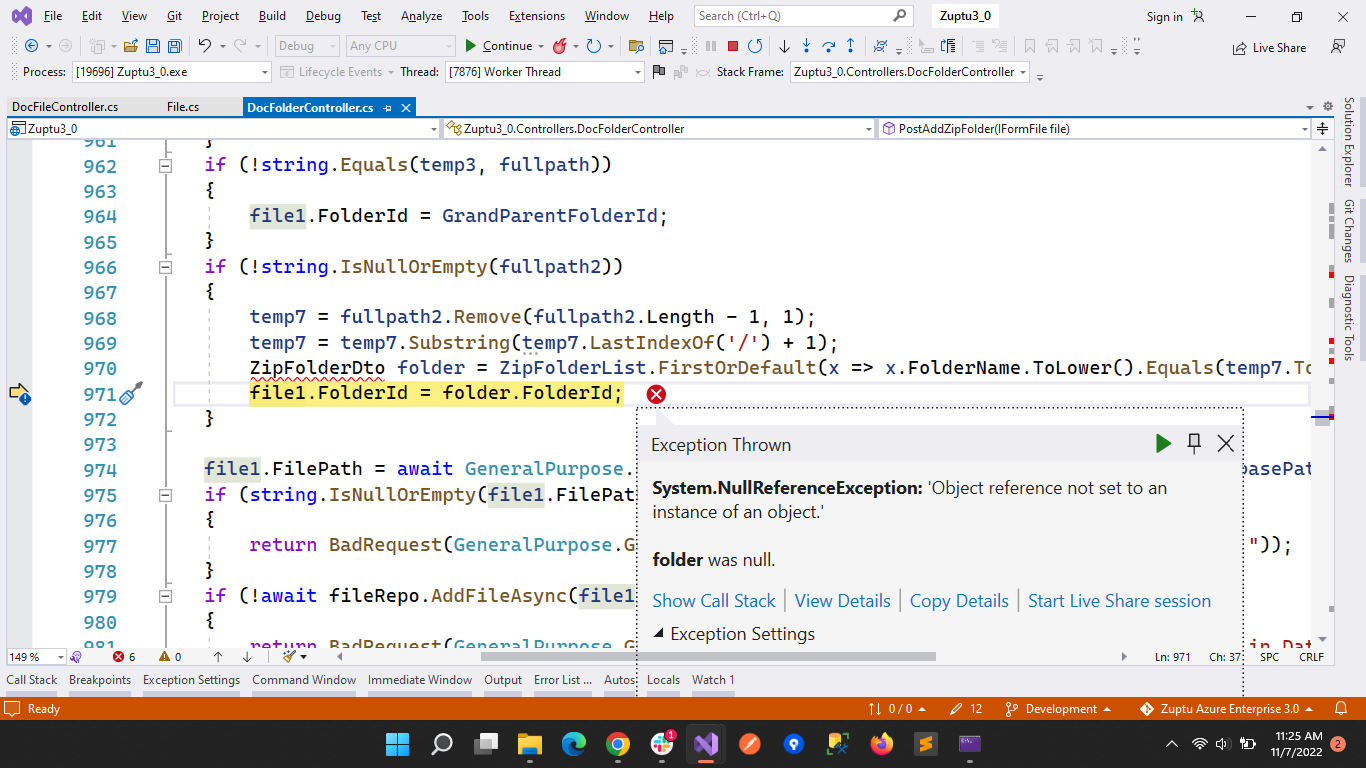 File Edit View Git Project Build Debug Test Analyze Tools Extensions Window Help Search (Ctrl+Q) Zuptu3_0 Sign in
Debug Any CPU Continue Live Share
Process: [19696] Zuptu3_0.exe Lifecycle Events Thread: [7876] Worker Thread Stack Frame: Zuptu3_0.Controllers.DocFolderController
DocFileController.cs File.cs DocFolderController.cs
Zuptu3_0 Zuptu3_0.Controllers.DocFolderController PostAddZipFolder(IFormFile file)
961 }
962 if (!string.Equals(temp3, fullpath))
963 {
964 file1.FolderId = GrandParentFolderId;
965 }
966 if (!string.IsNullOrEmpty(fullpath2))
967 {
968 temp7 = fullpath2.Remove(fullpath2.Length - 1, 1);
969 temp7 = temp7.Substring(temp7.LastIndexOf('/') + 1);
970 ZipFolderDto folder = ZipFolderList.FirstOrDefault(x => x.FolderName.ToLower().Equals(temp7.To
971 file1.FolderId = folder.FolderId;
972 }
973
974 file1.FilePath = await GeneralPurpose. basePat
975 if (string.IsNullOrEmpty(file1.FilePat
976 {
977 return BadRequest(GeneralPurpose.G "));
978 }
979 if (!await fileRepo.AddFileAsync(file1
980 {
981 return BadRequest(GeneralPurpose.G in Dat
Exception Thrown
System.NullReferenceException: 'Object reference not set to an
instance of an object.'
folder was null.
Show Call Stack | View Details | Copy Details | Start Live Share session
Exception Settings
Solution Explorer
Git Changes
Diagnostic Tools
149 % 6 0 Ln: 971 Ch: 37 SPC CRLF
Call Stack Breakpoints Exception Settings Command Window Immediate Window Output Error List ... Autos Locals Watch 1
Ready 0 / 0 12 Development Zuptu Azure Enterprise 3.0
1 11:25 AM
11/7/2022 2